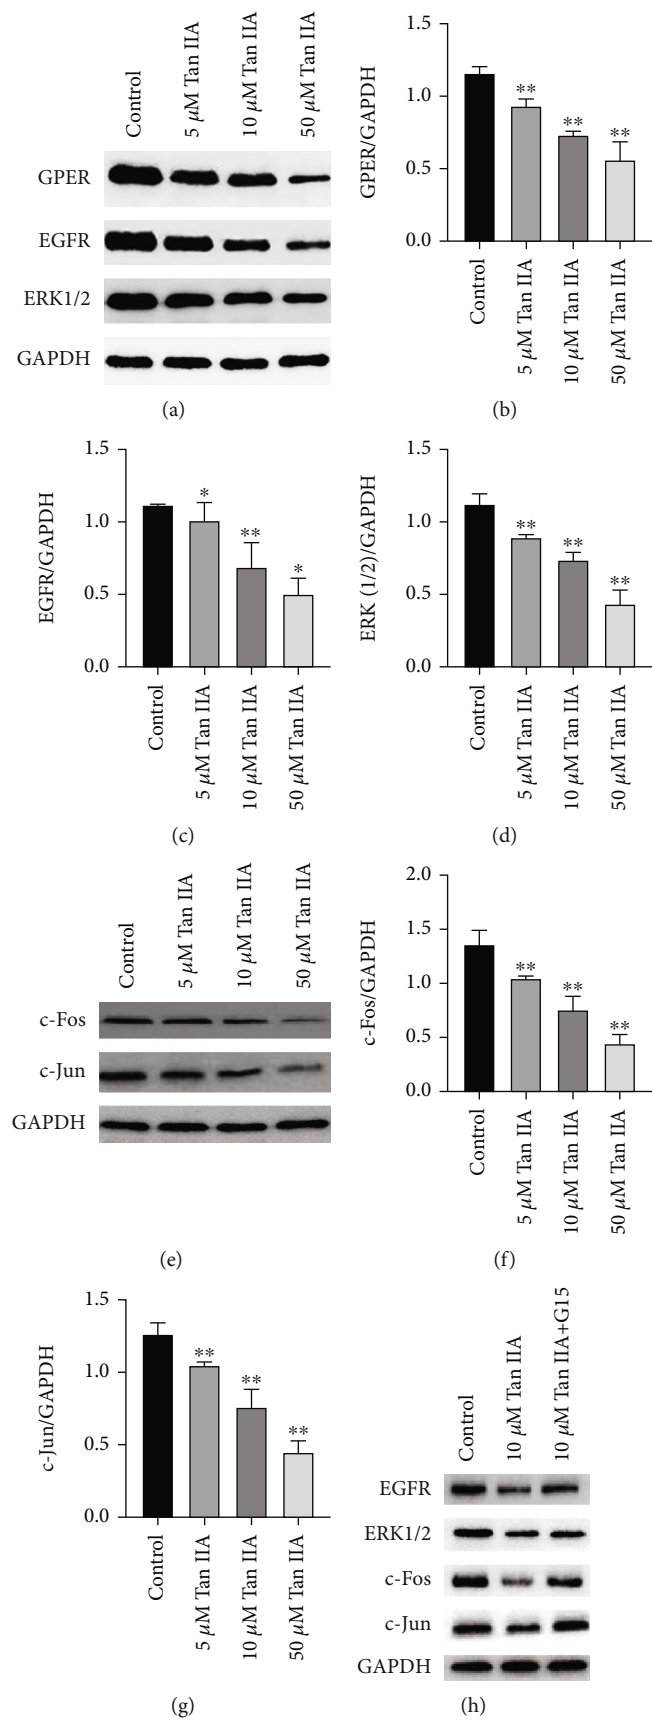 Control
5 μM Tan IIA
10 μM Tan IIA
50 μM Tan IIA
GPER
EGFR
ERK1/2
GAPDH
(a)
GPER/GAPDH
1.5
1.0
0.5
0.0
**
**
**
Control
5 μM Tan IIA
10 μM Tan IIA
50 μM Tan IIA
(b)
EGFR/GAPDH
1.5
1.0
0.5
0.0
*
**
*
Control
5 μM Tan IIA
10 μM Tan IIA
50 μM Tan IIA
(c)
ERK (1/2)/GAPDH
1.5
1.0
0.5
0.0
**
**
**
Control
5 μM Tan IIA
10 μM Tan IIA
50 μM Tan IIA
(d)
Control
5 μM Tan IIA
10 μM Tan IIA
50 μM Tan IIA
c-Fos
c-Jun
GAPDH
(e)
c-Fos/GAPDH
2.0
1.5
1.0
0.5
0.0
**
**
**
Control
5 μM Tan IIA
10 μM Tan IIA
50 μM Tan IIA
(f)
c-Jun/GAPDH
1.5
1.0
0.5
0.0
**
**
**
Control
5 μM Tan IIA
10 μM Tan IIA
50 μM Tan IIA
(g)
Control
10 μM Tan IIA
10 μM Tan IIA+G15
EGFR
ERK1/2
c-Fos
c-Jun
GAPDH
(h)